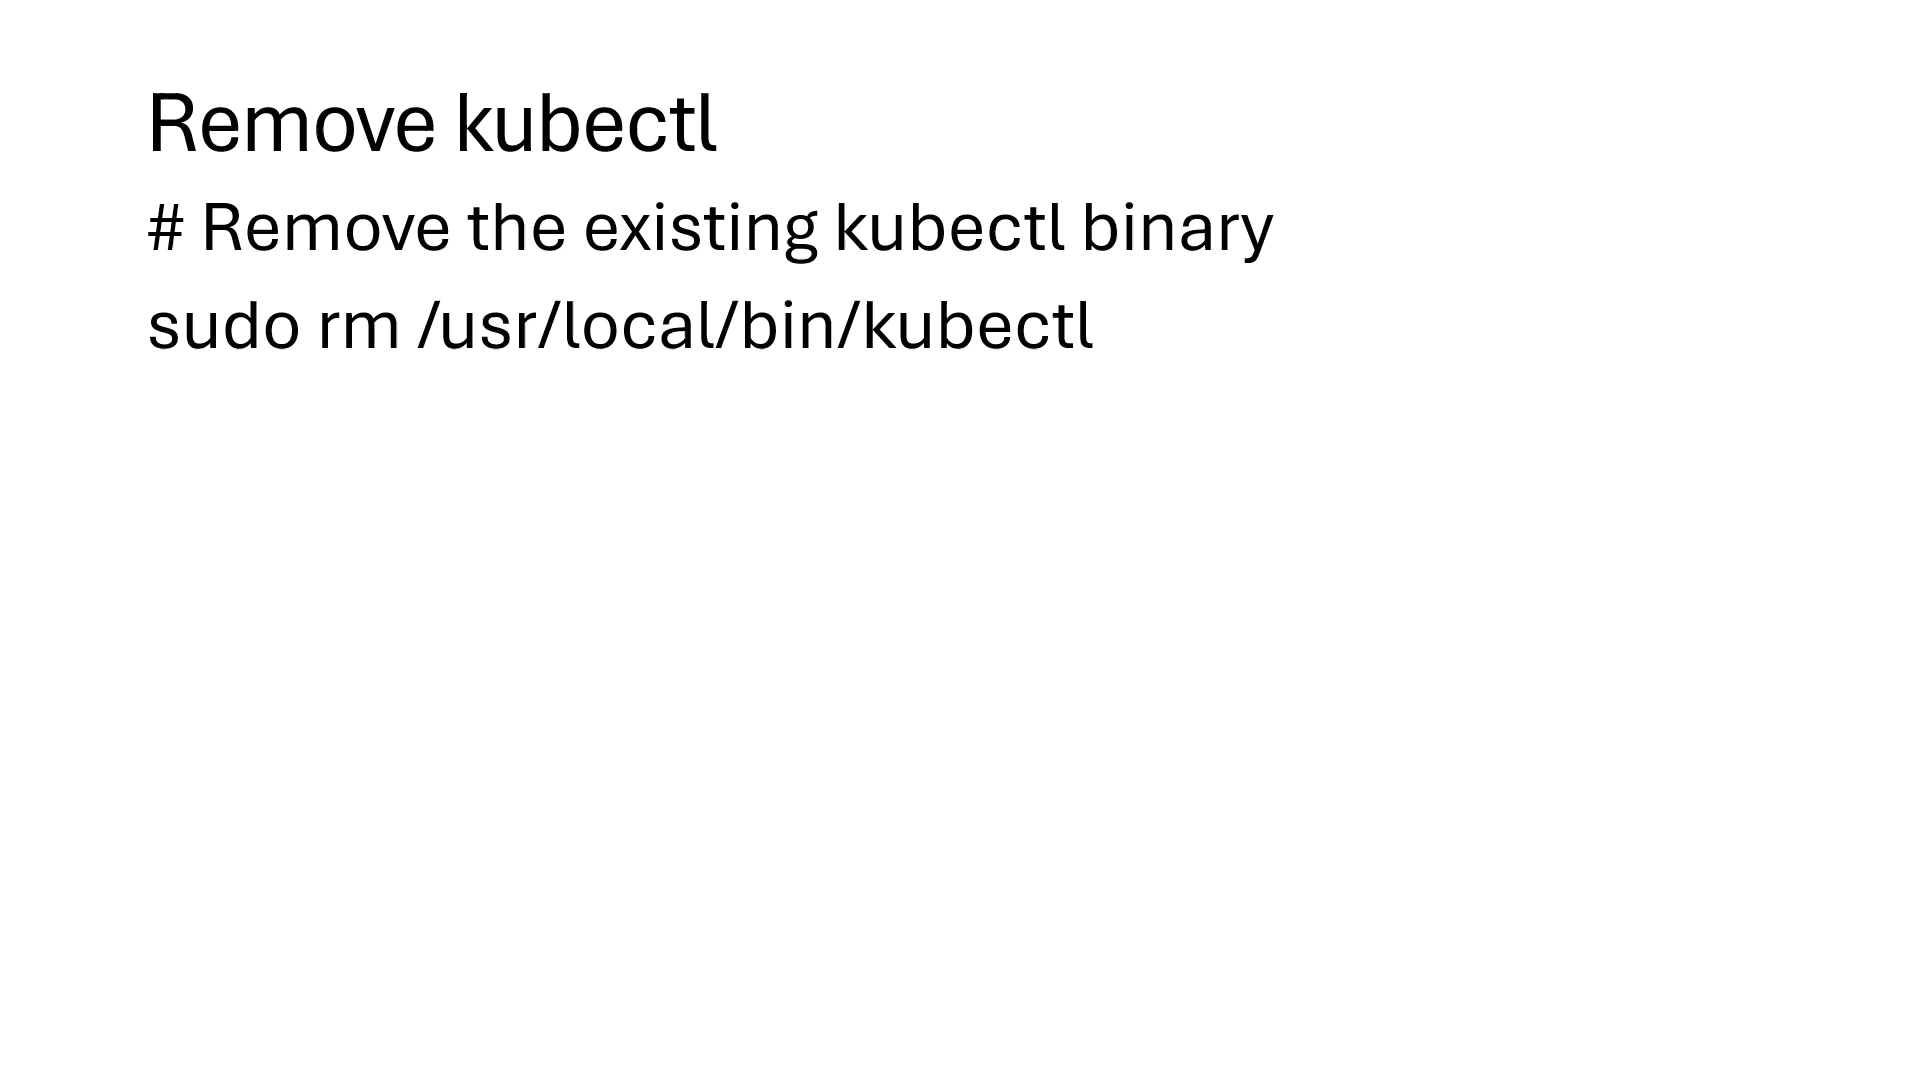 Remove kubectl
# Remove the existing kubectl binary
sudo rm /usr/local/bin/kubectl